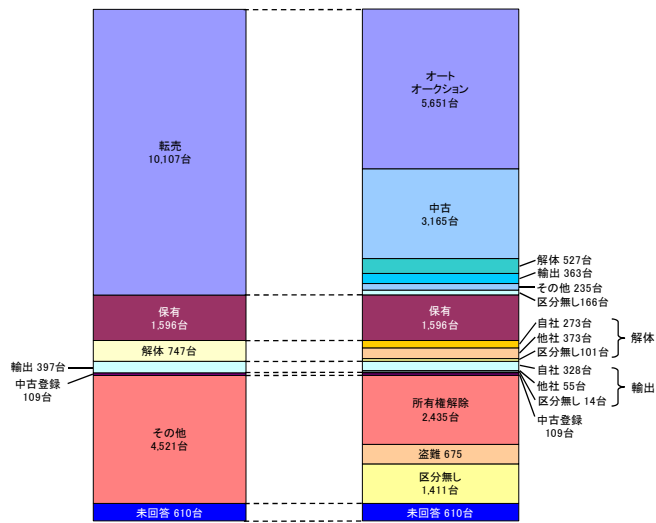 転売
10,107台
保有
1,596台
解体 747台
輸出 397台
中古登録
109台
その他
4,521台
未回答 610台
オート
オークション
5,651台
中古
3,165台
解体 527台
輸出 363台
その他 235台
区分無し166台
保有
1,596台
自社 273台
他社 373台
区分無し101台
解体
自社 328台
他社 55台
区分無し 14台
輸出
中古登録
109台
所有権解除
2,435台
盗難 675
区分無し
1,411台
未回答 610台